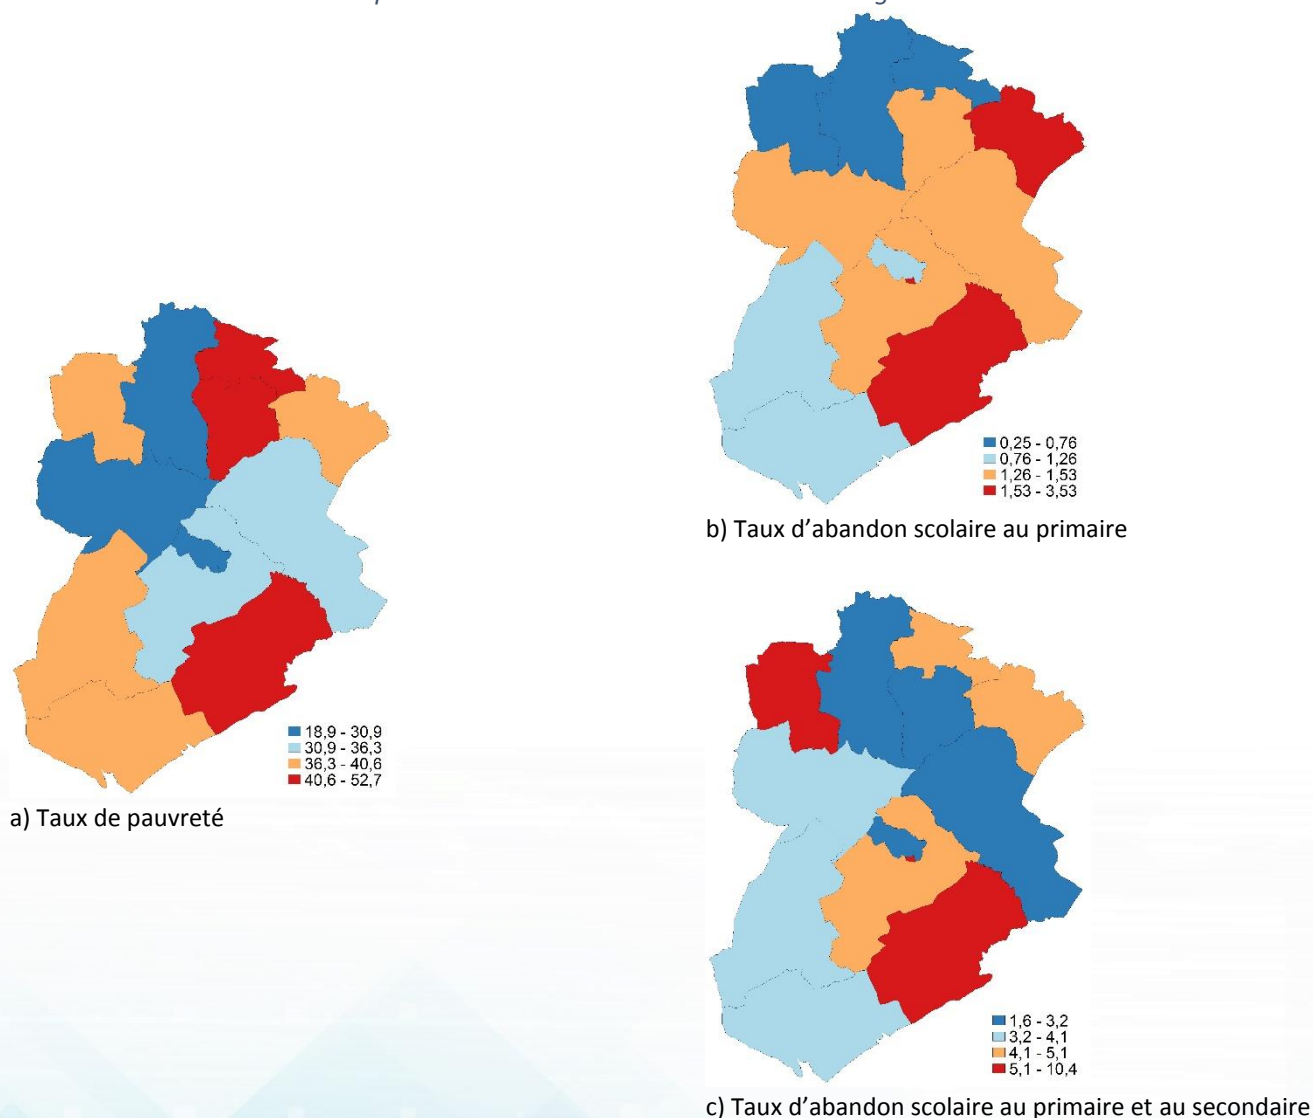 18,9 - 30,9
30,9 - 36,3
36,3 - 40,6
40,6 - 52,7
a) Taux de pauvreté
0,25 - 0,76
0,76 - 1,26
1,26 - 1,53
1,53 - 3,53
b) Taux d’abandon scolaire au primaire
1,6 - 3,2
3,2 - 4,1
4,1 - 5,1
5,1 - 10,4
c) Taux d’abandon scolaire au primaire et au secondaire